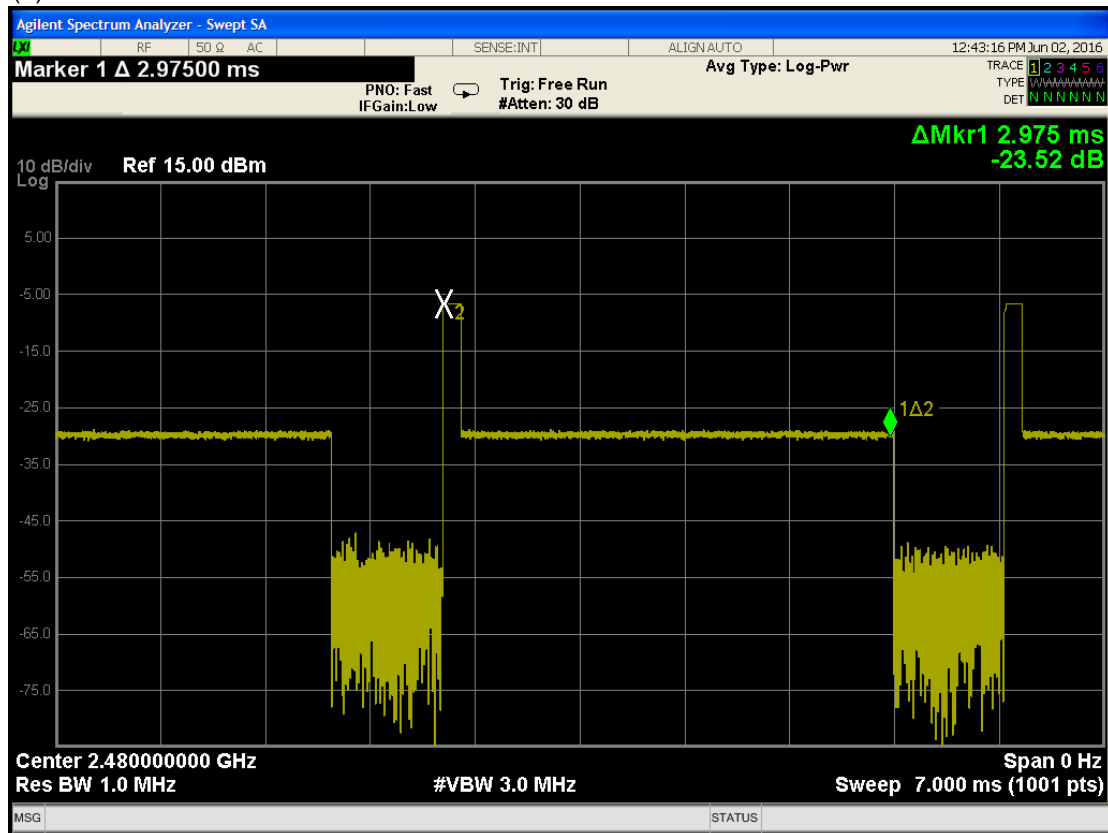 Agilent Spectrum Analyzer - Swept SA
LXI RF 50 Ω AC SENSE:INT ALIGN AUTO 12:43:16 PM Jun 02, 2016
Marker 1 Δ 2.97500 ms
PNO: Fast
IFGain:Low
Trig: Free Run
#Atten: 30 dB
Avg Type: Log-Pwr
TRACE 1 2 3 4 5 6
TYPE WWWWWW
DET N N N N N N
ΔMkr1 2.975 ms
-23.52 dB
10 dB/div Ref 15.00 dBm
Log
5.00
-5.00
2
-15.0
-25.0
1Δ2
-35.0
-45.0
-55.0
-65.0
-75.0
Center 2.480000000 GHz Span 0 Hz
Res BW 1.0 MHz #VBW 3.0 MHz Sweep 7.000 ms (1001 pts)
MSG STATUS